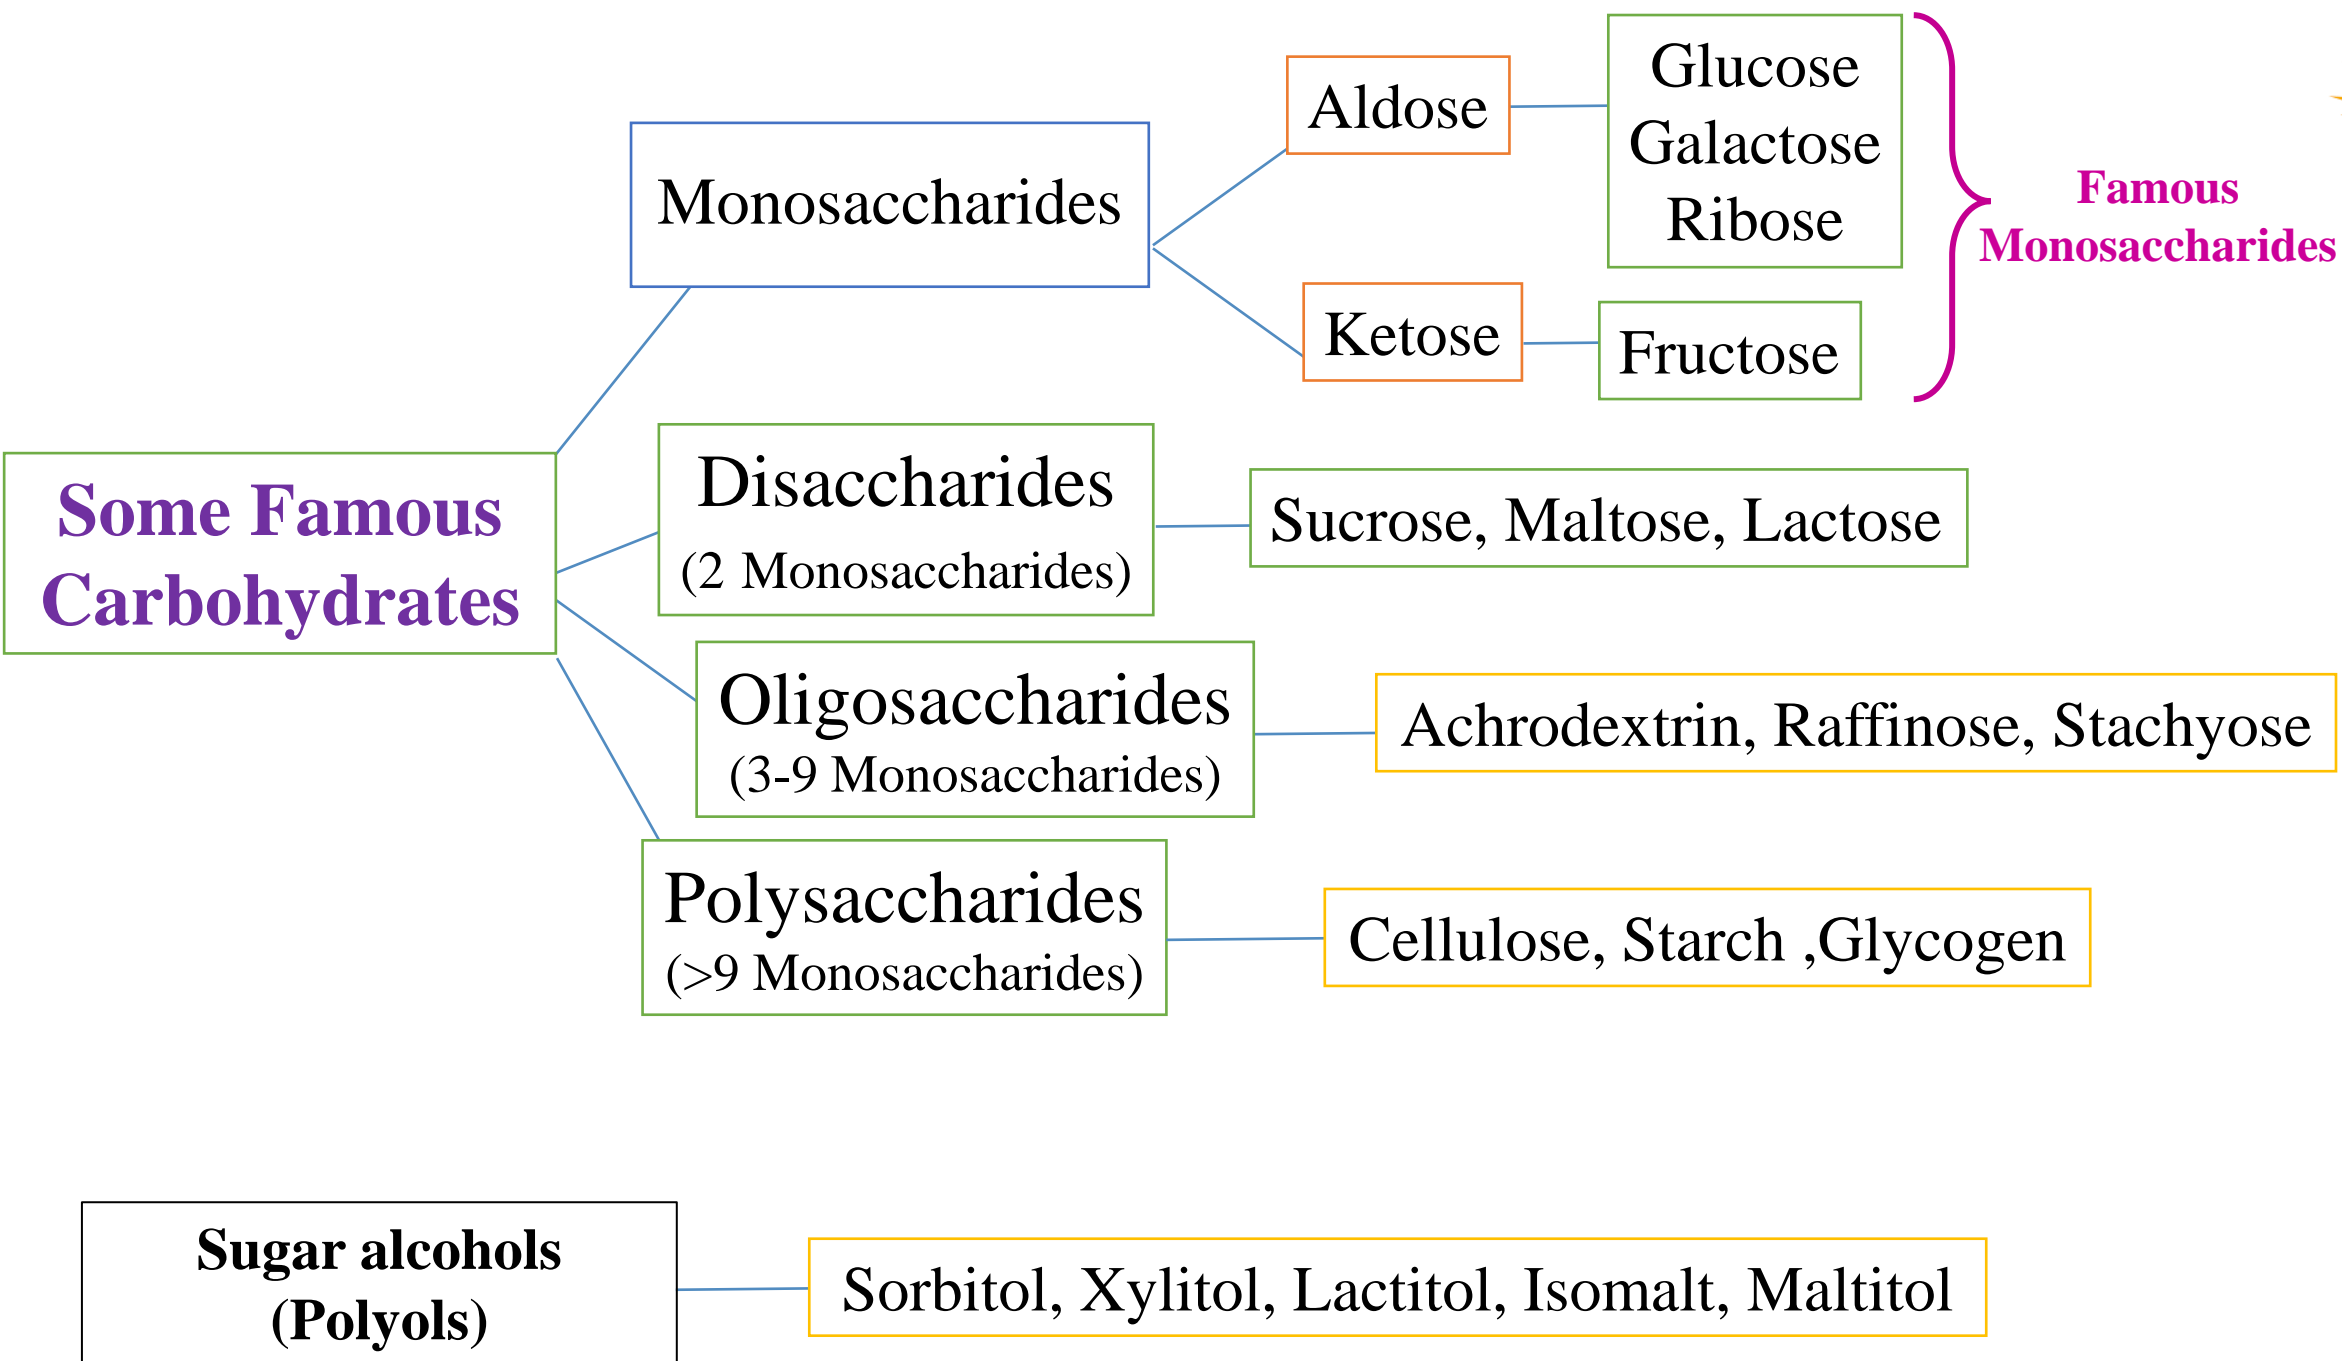 Some Famous
Carbohydrates
Monosaccharides
Aldose
Glucose
Galactose
Ribose
Ketose
Fructose
Famous
Monosaccharides
Disaccharides
(2 Monosaccharides)
Sucrose, Maltose, Lactose
Oligosaccharides
(3-9 Monosaccharides)
Achrodextrin, Raffinose, Stachyose
Polysaccharides
(>9 Monosaccharides)
Cellulose, Starch ,Glycogen
Sugar alcohols
(Polyols)
Sorbitol, Xylitol, Lactitol, Isomalt, Maltitol